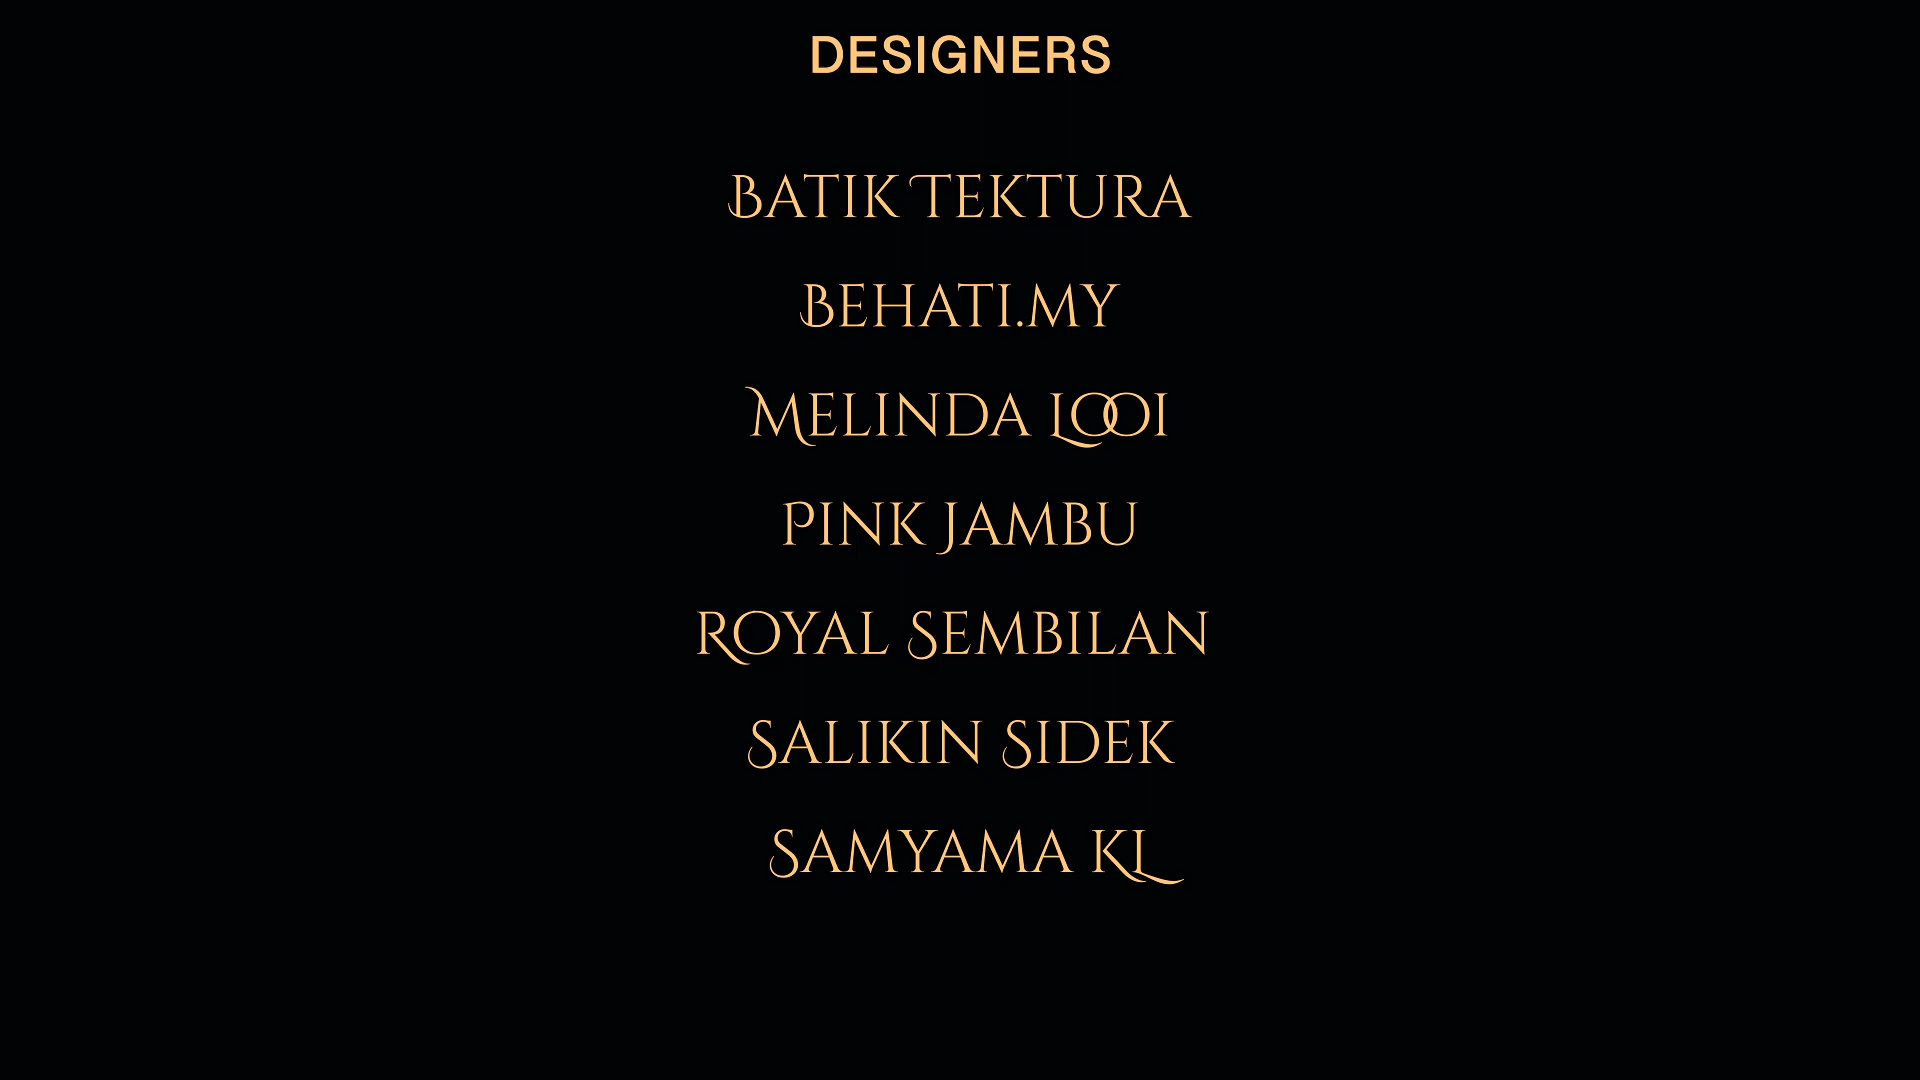 DESIGNERS
BATIK TEKTURA
BEHATI.MY
MELINDA LOOI
PINK JAMBU
ROYAL SEMBILAN
SALIKIN SIDEK
SAMYAMA KL